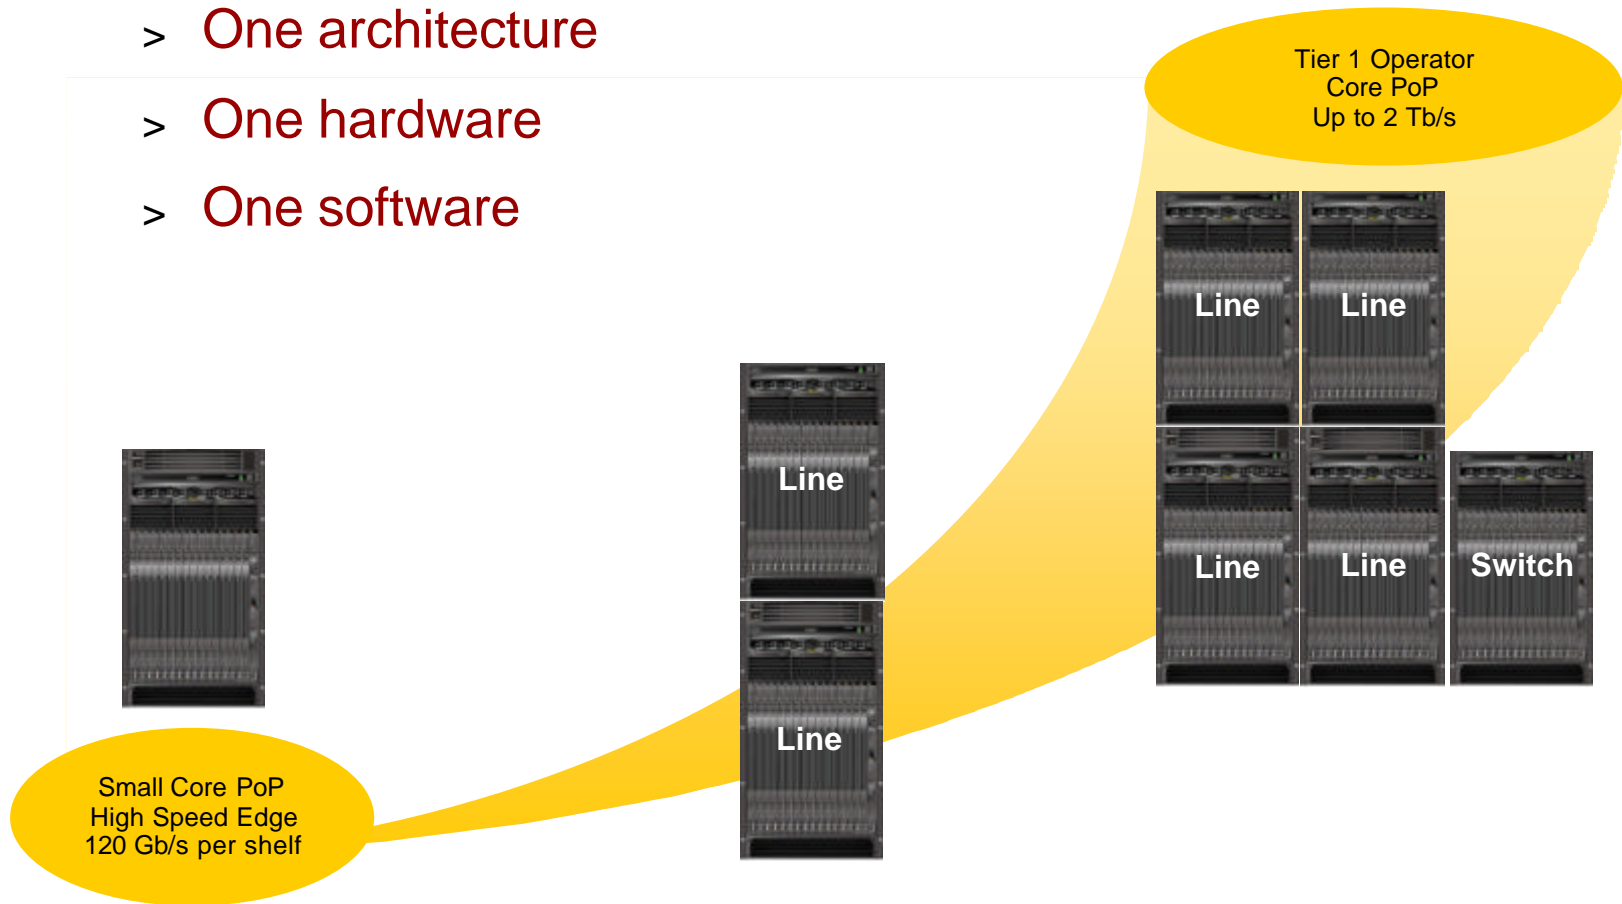 > One architecture
> One hardware
> One software
Tier 1 Operator
Core PoP
Up to 2 Tb/s
Line
Line
Line
Line
Line
Switch
Line
Small Core PoP
High Speed Edge
120 Gb/s per shelf